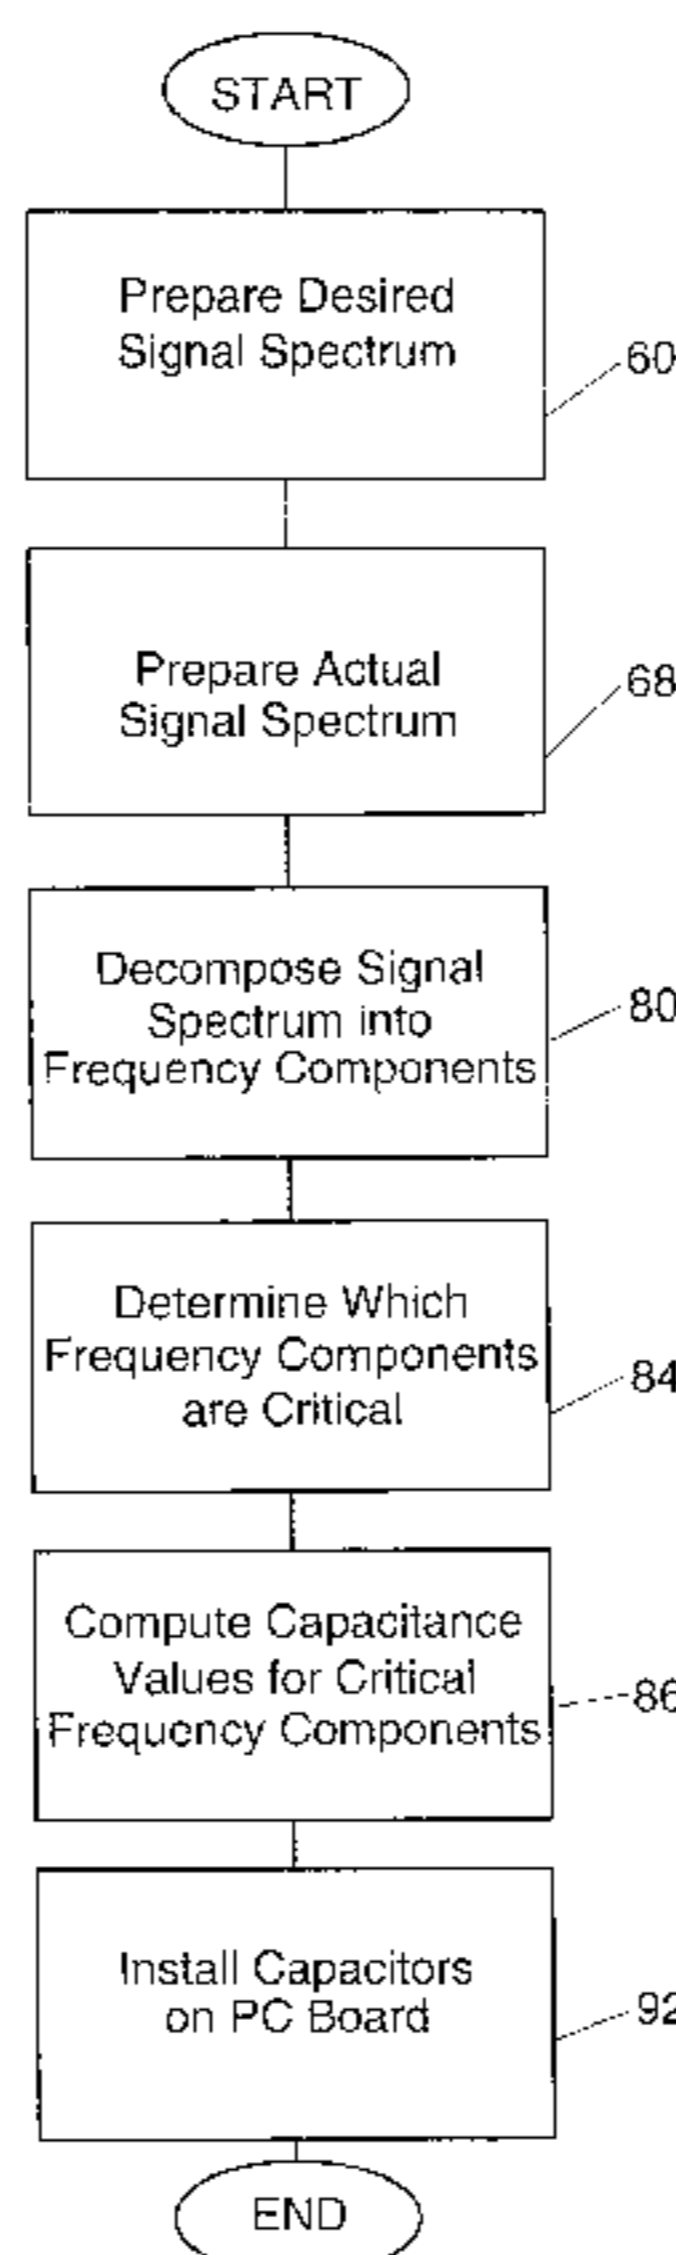 START
Prepare Desired
Signal Spectrum
60
Prepare Actual
Signal Spectrum
68
Decompose Signal
Spectrum into
Frequency Components
80
Determine Which
Frequency Components
are Critical
84
Compute Capacitance
Values for Critical
Frequency Components
86
Install Capacitors
on PC Board
92
END